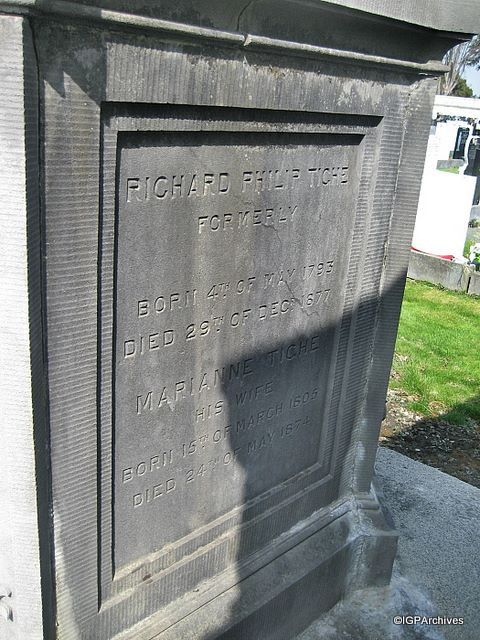 RICHARD PHILIP TICHE
FORMERLY
BORN 4TH OF MAY 1793
DIED 29TH OF DECR 1877
MARIANNE TICHE
HIS WIFE
BORN 15TH OF MARCH 1805
DIED 24TH OF MAY 1874
©IGPArchives